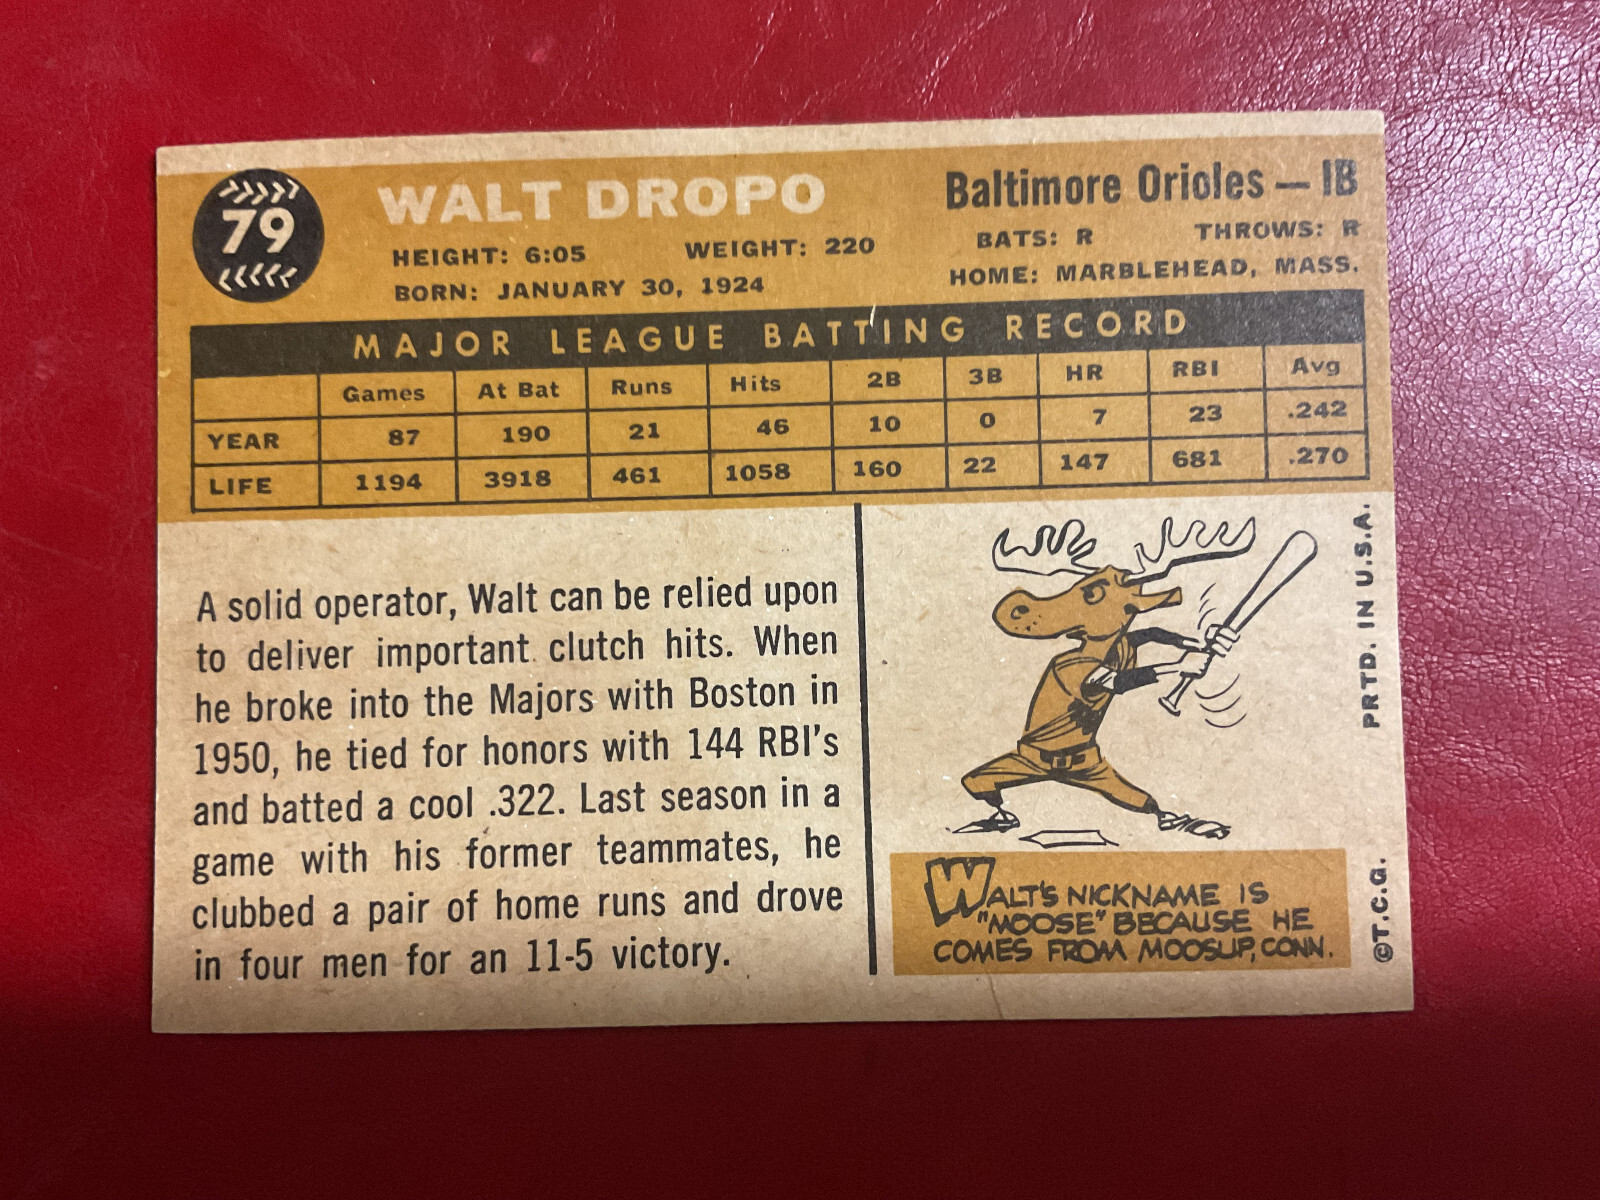 79
WALT DROPO
Baltimore Orioles — 1B
HEIGHT: 6:05 WEIGHT: 220 BATS: R THROWS: R
BORN: JANUARY 30, 1924 HOME: MARBLEHEAD, MASS.
MAJOR LEAGUE BATTING RECORD
Games At Bat Runs Hits 2B 3B HR RBI Avg
YEAR 87 190 21 46 10 0 7 23 .242
LIFE 1194 3918 461 1058 160 22 147 681 .270
A solid operator, Walt can be relied upon
to deliver important clutch hits. When
he broke into the Majors with Boston in
1950, he tied for honors with 144 RBI's
and batted a cool .322. Last season in a
game with his former teammates, he
clubbed a pair of home runs and drove
in four men for an 11-5 victory.
WALT'S NICKNAME IS
"MOOSE" BECAUSE HE
COMES FROM MOOSUP, CONN.
©T.C.G. PRTD. IN U.S.A.